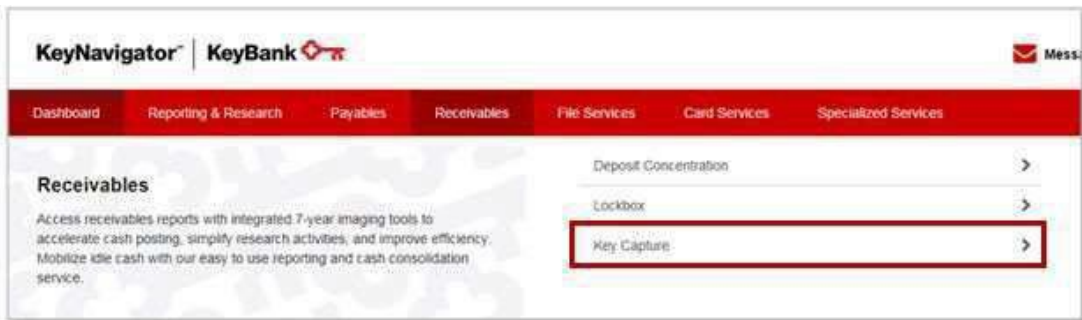 KeyNavigator™ | KeyBank
Mess
Dashboard Reporting & Research Payables Receivables File Services Card Services Specialized Services
Receivables
Access receivables reports with integrated 7-year imaging tools to
accelerate cash posting, simplify research activities, and improve efficiency.
Mobilize idle cash with our easy to use reporting and cash consolidation
service.
Deposit Concentration
Lockbox
Key Capture